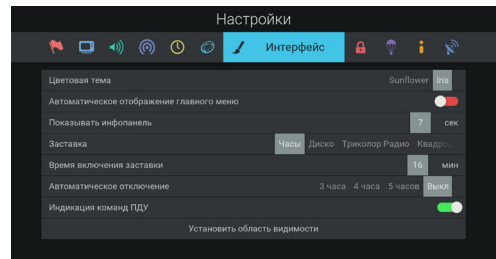 Настройки
Интерфейс
Цветовая тема Sunflower Iris
Автоматическое отображение главного меню
Показывать инфопанель 7 сек
Заставка Часы Диско Триколор Радио
Время включения заставки 16 мин
Автоматическое отключение 3 часа 4 часа 5 часов Выкл
Индикация команд ПДУ
Установить область видимости